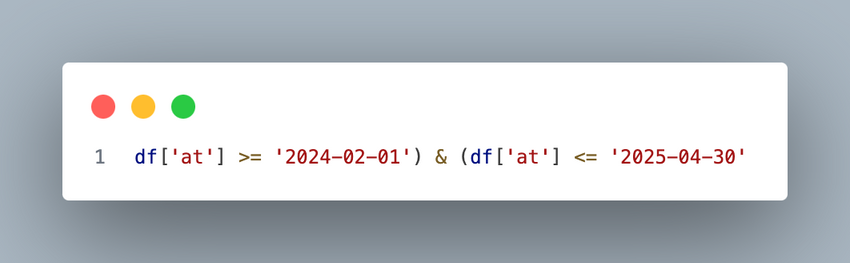 1 df['at'] >= '2024-02-01') & (df['at'] <= '2025-04-30'